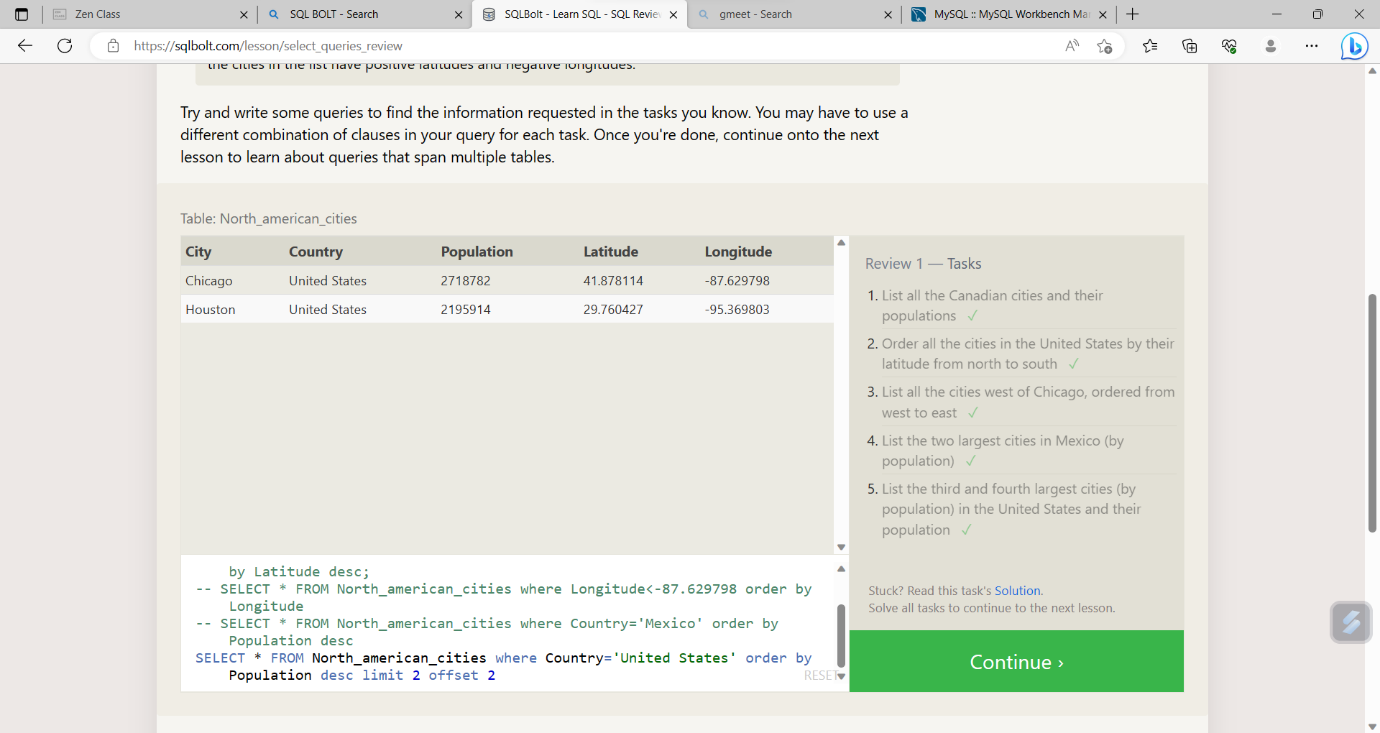 Zen Class
SQL BOLT - Search
SQLBolt - Learn SQL - SQL Review
gmeet - Search
MySQL :: MySQL Workbench Ma
https://sqlbolt.com/lesson/select_queries_review
the cities in the list have positive latitudes and negative longitudes.
Try and write some queries to find the information requested in the tasks you know. You may have to use a
different combination of clauses in your query for each task. Once you're done, continue onto the next
lesson to learn about queries that span multiple tables.
Table: North_american_cities
City Country Population Latitude Longitude
Chicago United States 2718782 41.878114 -87.629798
Houston United States 2195914 29.760427 -95.369803
by Latitude desc;
-- SELECT * FROM North_american_cities where Longitude<-87.629798 order by
Longitude
-- SELECT * FROM North_american_cities where Country='Mexico' order by
Population desc
SELECT * FROM North_american_cities where Country='United States' order by
Population desc limit 2 offset 2
RESET
Review 1 — Tasks
1. List all the Canadian cities and their
populations ✓
2. Order all the cities in the United States by their
latitude from north to south ✓
3. List all the cities west of Chicago, ordered from
west to east ✓
4. List the two largest cities in Mexico (by
population) ✓
5. List the third and fourth largest cities (by
population) in the United States and their
population ✓
Stuck? Read this task's Solution.
Solve all tasks to continue to the next lesson.
Continue ›